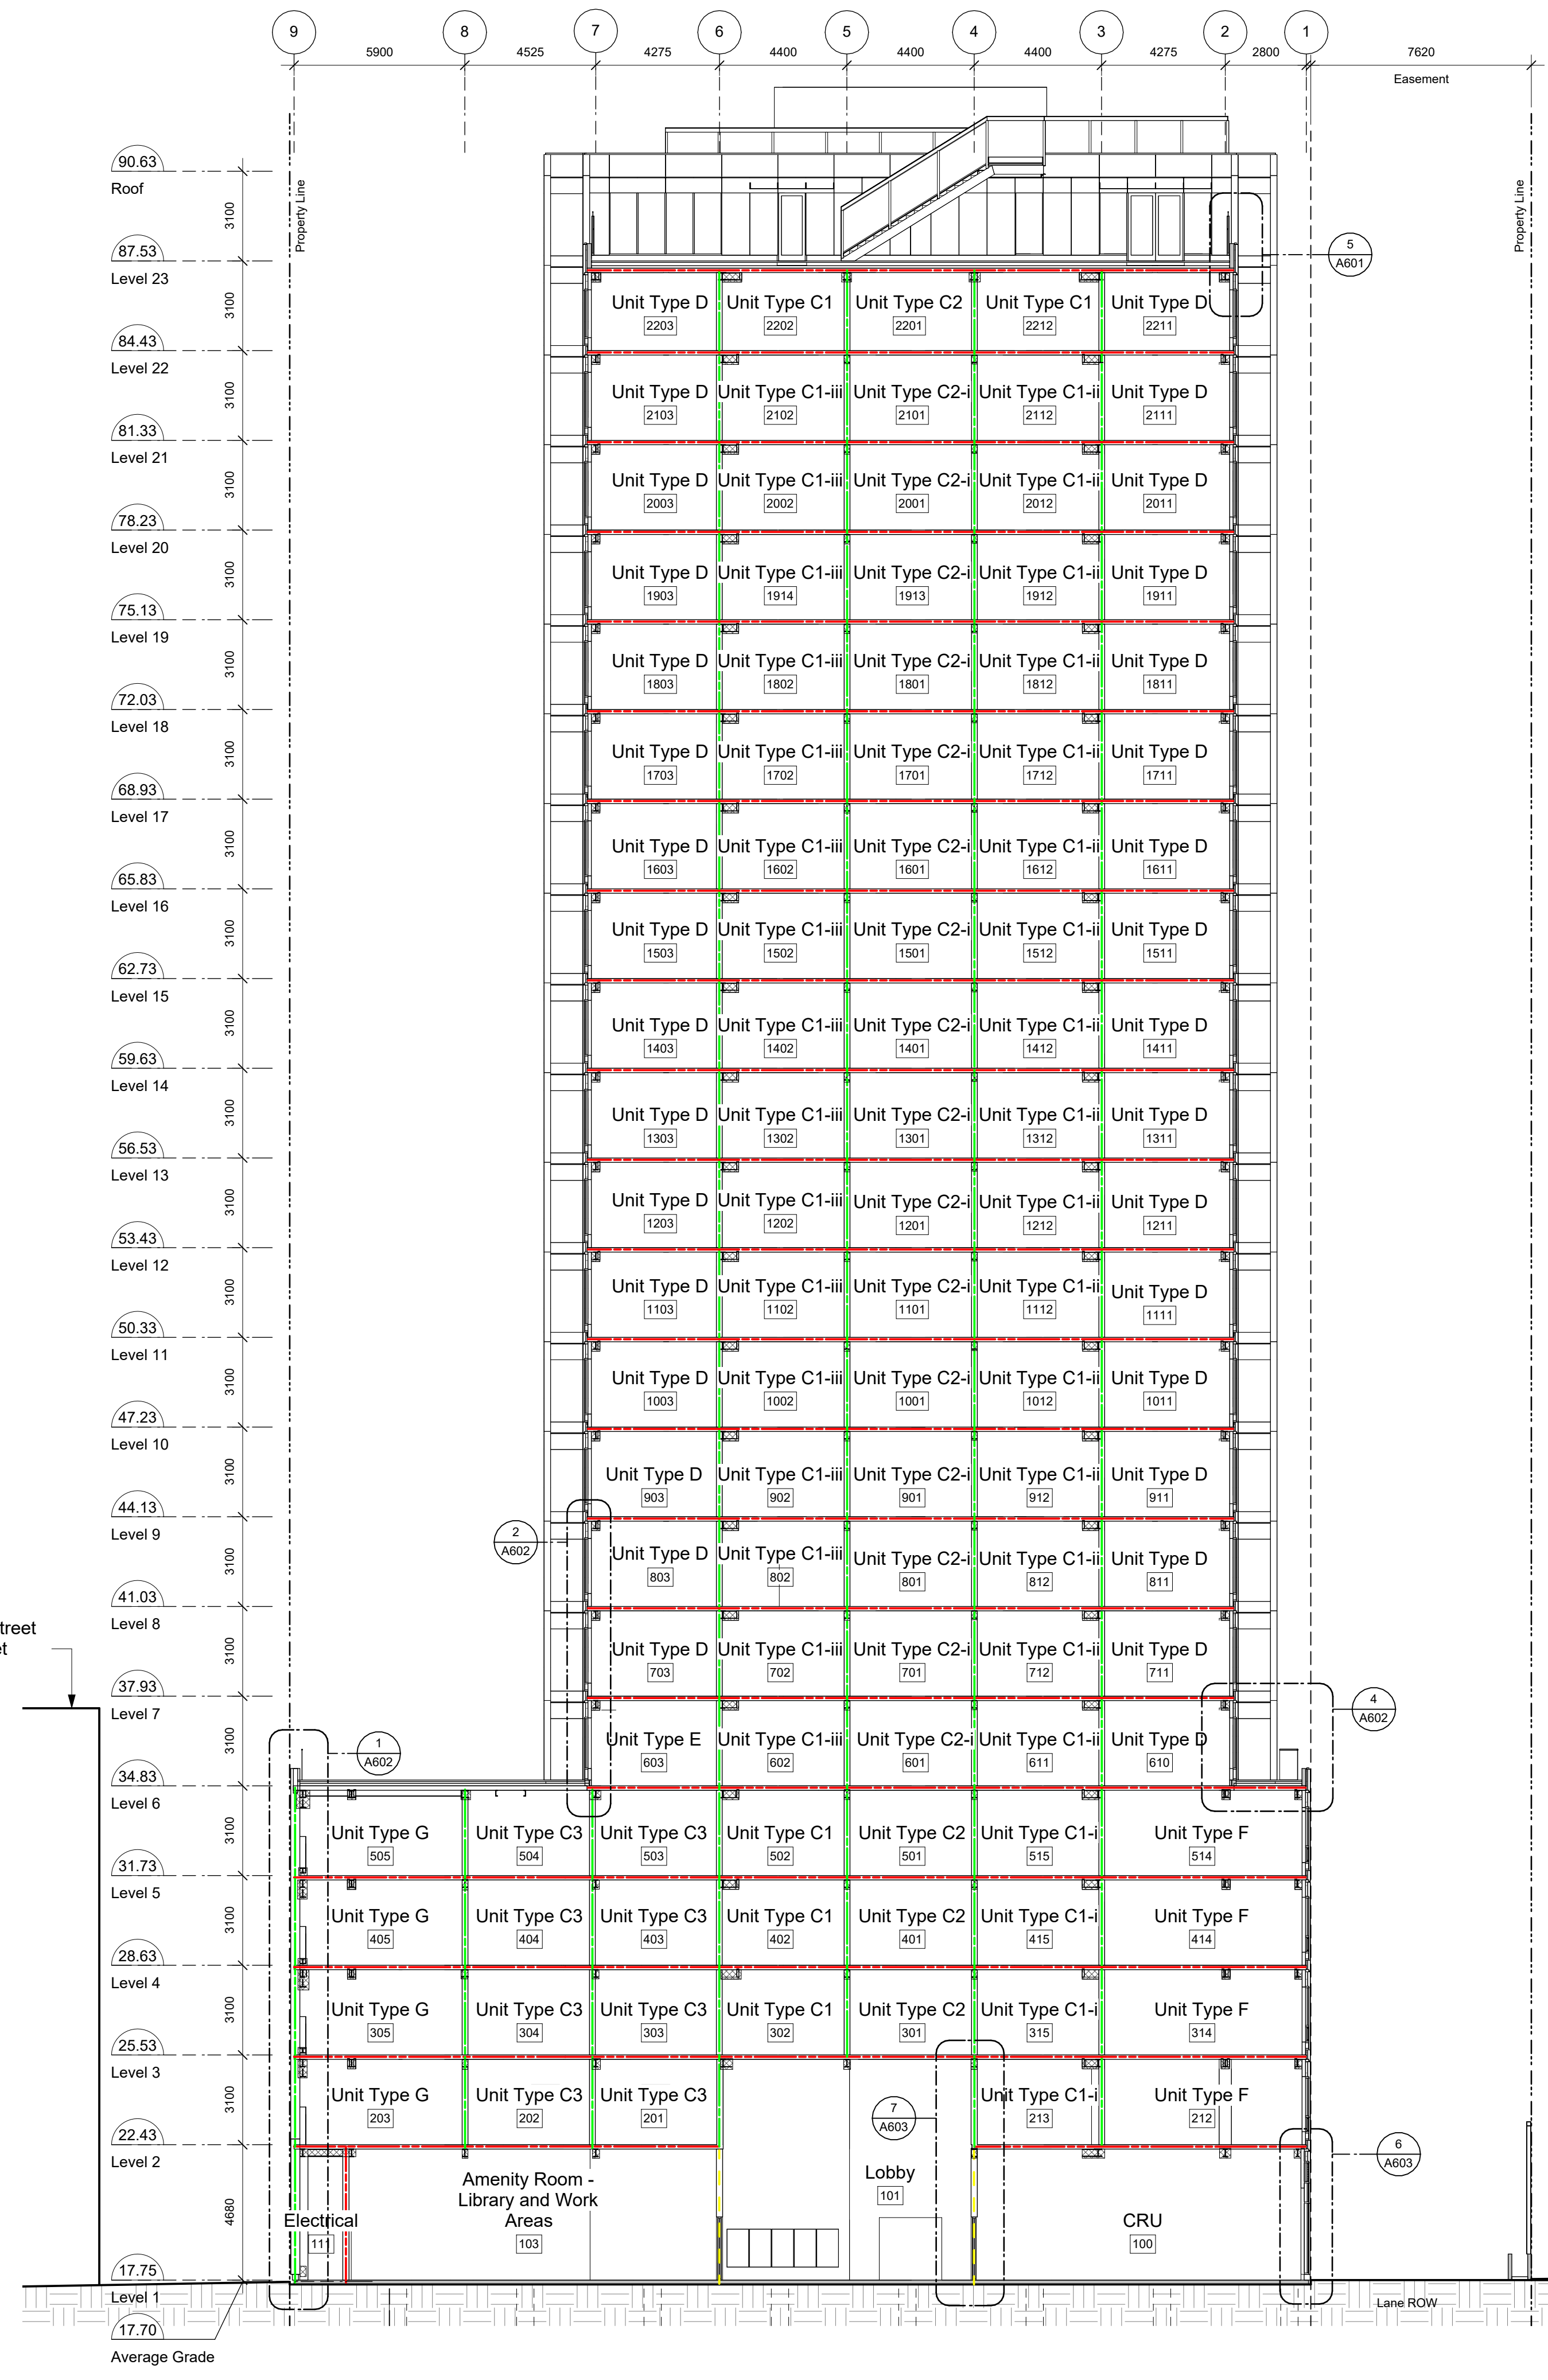 9
8
7
6
5
4
3
2
1
5900
4525
4275
4400
4400
4400
4275
2800
7620
Easement
Property Line
Property Line
90.63
Roof
3100
87.53
Level 23
5
A601
3100
Unit Type D
Unit Type C1
Unit Type C2
Unit Type C1
Unit Type D
2203
2202
2201
2212
2211
84.43
Level 22
3100
Unit Type D
Unit Type C1-iii
Unit Type C2-i
Unit Type C1-ii
Unit Type D
2103
2102
2101
2112
2111
81.33
Level 21
3100
Unit Type D
Unit Type C1-iii
Unit Type C2-i
Unit Type C1-ii
Unit Type D
2003
2002
2001
2012
2011
78.23
Level 20
3100
Unit Type D
Unit Type C1-iii
Unit Type C2-i
Unit Type C1-ii
Unit Type D
1903
1914
1913
1912
1911
75.13
Level 19
3100
Unit Type D
Unit Type C1-iii
Unit Type C2-i
Unit Type C1-ii
Unit Type D
1803
1802
1801
1812
1811
72.03
Level 18
3100
Unit Type D
Unit Type C1-iii
Unit Type C2-i
Unit Type C1-ii
Unit Type D
1703
1702
1701
1712
1711
68.93
Level 17
3100
Unit Type D
Unit Type C1-iii
Unit Type C2-i
Unit Type C1-ii
Unit Type D
1603
1602
1601
1612
1611
65.83
Level 16
3100
Unit Type D
Unit Type C1-iii
Unit Type C2-i
Unit Type C1-ii
Unit Type D
1503
1502
1501
1512
1511
62.73
Level 15
3100
Unit Type D
Unit Type C1-iii
Unit Type C2-i
Unit Type C1-ii
Unit Type D
1403
1402
1401
1412
1411
59.63
Level 14
3100
Unit Type D
Unit Type C1-iii
Unit Type C2-i
Unit Type C1-ii
Unit Type D
1303
1302
1301
1312
1311
56.53
Level 13
3100
Unit Type D
Unit Type C1-iii
Unit Type C2-i
Unit Type C1-ii
Unit Type D
1203
1202
1201
1212
1211
53.43
Level 12
3100
Unit Type D
Unit Type C1-iii
Unit Type C2-i
Unit Type C1-ii
Unit Type D
1103
1102
1101
1112
1111
50.33
Level 11
3100
Unit Type D
Unit Type C1-iii
Unit Type C2-i
Unit Type C1-ii
Unit Type D
1003
1002
1001
1012
1011
47.23
Level 10
3100
Unit Type D
Unit Type C1-iii
Unit Type C2-i
Unit Type C1-ii
Unit Type D
903
902
901
912
911
44.13
Level 9
2
A602
3100
Unit Type D
Unit Type C1-iii
Unit Type C2-i
Unit Type C1-ii
Unit Type D
803
802
801
812
811
41.03
Level 8
treet
t
3100
Unit Type D
Unit Type C1-iii
Unit Type C2-i
Unit Type C1-ii
Unit Type D
703
702
701
712
711
37.93
Level 7
4
A602
3100
1
A602
Unit Type E
Unit Type C1-iii
Unit Type C2-i
Unit Type C1-ii
Unit Type D
603
602
601
611
610
34.83
Level 6
3100
Unit Type G
Unit Type C3
Unit Type C3
Unit Type C1
Unit Type C2
Unit Type C1-i
Unit Type F
505
504
503
502
501
515
514
31.73
Level 5
3100
Unit Type G
Unit Type C3
Unit Type C3
Unit Type C1
Unit Type C2
Unit Type C1-i
Unit Type F
405
404
403
402
401
415
414
28.63
Level 4
3100
Unit Type G
Unit Type C3
Unit Type C3
Unit Type C1
Unit Type C2
Unit Type C1-i
Unit Type F
305
304
303
302
301
315
314
25.53
Level 3
3100
Unit Type G
Unit Type C3
Unit Type C3
Unit Type C1-i
Unit Type F
203
202
201
213
212
7
A603
22.43
Level 2
6
A603
4680
Amenity Room -
Library and Work
Areas
103
Lobby
101
Electrical
111
CRU
100
17.75
Level 1
Lane ROW
17.70
Average Grade